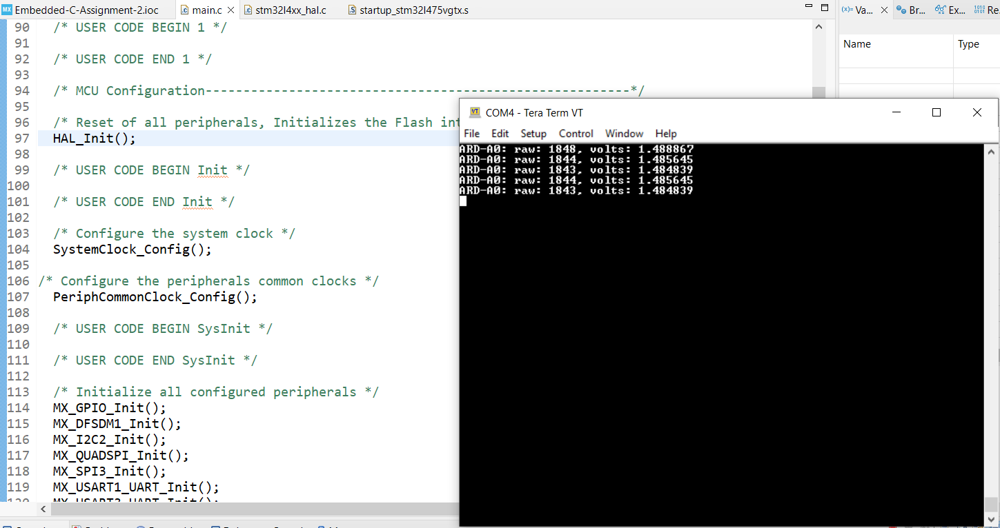 Embedded-C-Assignment-2.ioc
main.c
stm32l4xx_hal.c
startup_stm32l475vgtx.s
(x)= Va...
Br...
Ex...
Re
Name
Type
90 /* USER CODE BEGIN 1 */
91
92 /* USER CODE END 1 */
93
94 /* MCU Configuration--------------------------------------------------------*/
95
96 /* Reset of all peripherals, Initializes the Flash int
97 HAL_Init();
98
99 /* USER CODE BEGIN Init */
100
101 /* USER CODE END Init */
102
103 /* Configure the system clock */
104 SystemClock_Config();
105
106 /* Configure the peripherals common clocks */
107 PeriphCommonClock_Config();
108
109 /* USER CODE BEGIN SysInit */
110
111 /* USER CODE END SysInit */
112
113 /* Initialize all configured peripherals */
114 MX_GPIO_Init();
115 MX_DFSDM1_Init();
116 MX_I2C2_Init();
117 MX_QUADSPI_Init();
118 MX_SPI3_Init();
119 MX_USART1_UART_Init();
COM4 - Tera Term VT
File Edit Setup Control Window Help
ARD-A0: raw: 1848, volts: 1.488867
ARD-A0: raw: 1844, volts: 1.485645
ARD-A0: raw: 1843, volts: 1.484839
ARD-A0: raw: 1844, volts: 1.485645
ARD-A0: raw: 1843, volts: 1.484839